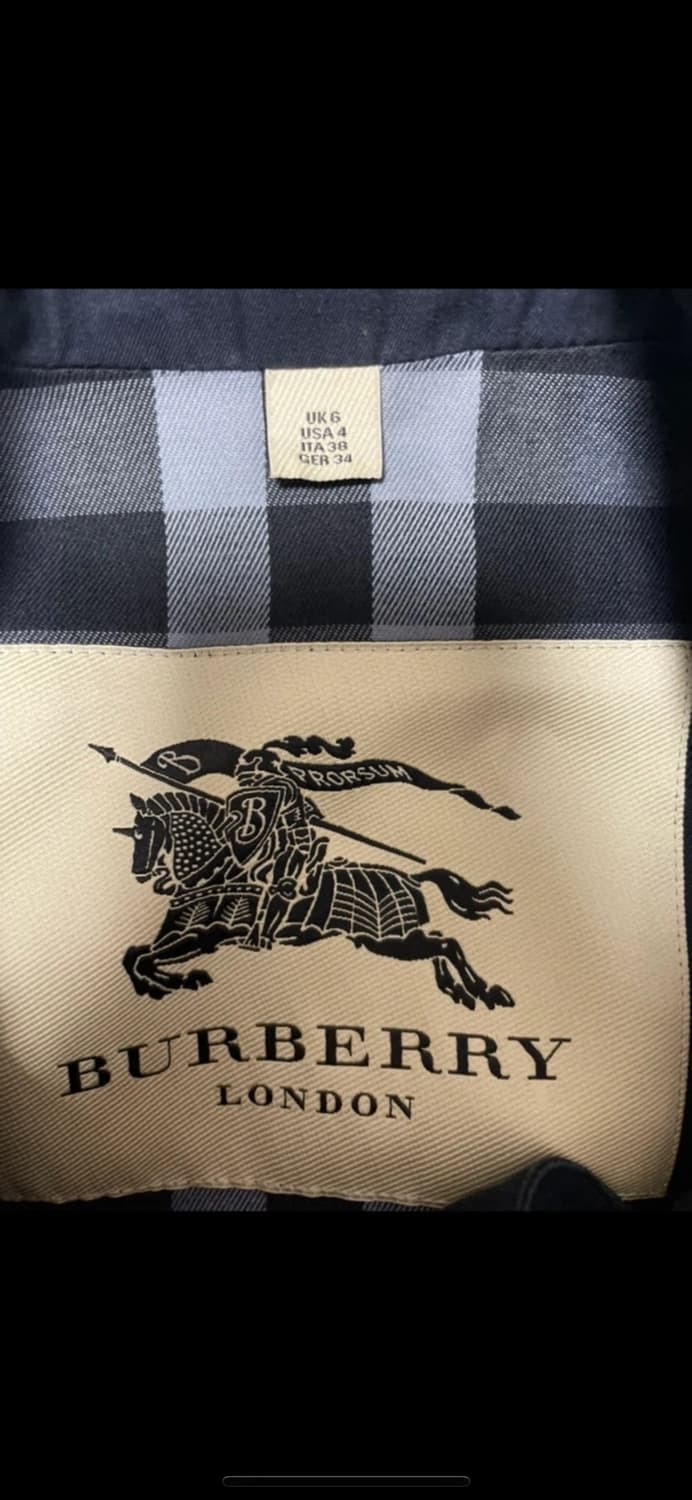 UK 6
USA 4
ITA 38
GER 34
B PRORSUM
B
BURBERRY
LONDON